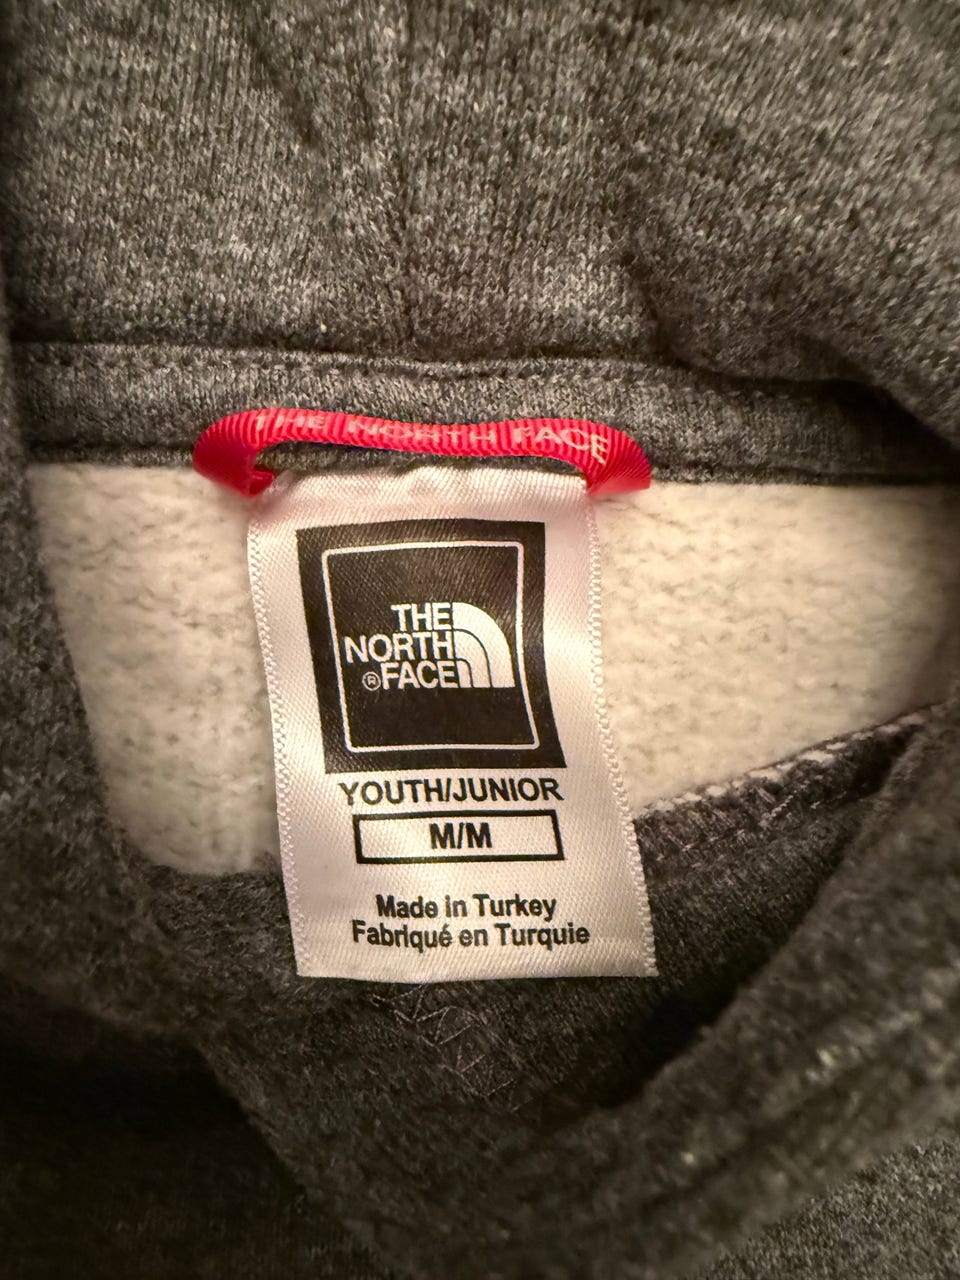 THE NORTH FACE
THE
NORTH
®FACE
YOUTH/JUNIOR
M/M
Made in Turkey
Fabriqué en Turquie